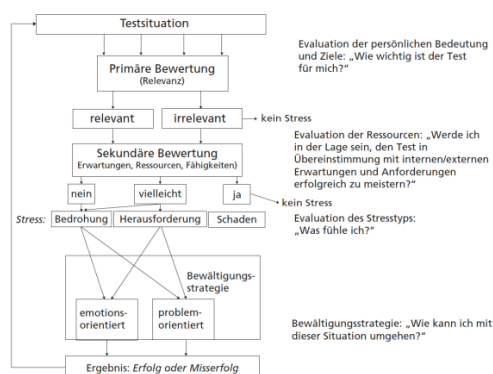 Testsituation
Evaluation der persönlichen Bedeutung
und Ziele: „Wie wichtig ist der Test
für mich?“
Primäre Bewertung
(Relevanz)
relevant
irrelevant
kein Stress
Evaluation der Ressourcen: „Werde ich
in der Lage sein, den Test in
Übereinstimmung mit internen/externen
Erwartungen und Anforderungen
erfolgreich zu meistern?“
Sekundäre Bewertung
Erwartungen, Ressourcen, Fähigkeiten)
nein
vielleicht
ja
kein Stress
Stress:
Bedrohung
Herausforderung
Schaden
Evaluation des Stresstyps:
„Was fühle ich?“
Bewältigungs-
strategie
emotions-
orientiert
problem-
orientiert
Bewältigungsstrategie: „Wie kann ich mit
dieser Situation umgehen?“
Ergebnis: Erfolg oder Misserfolg